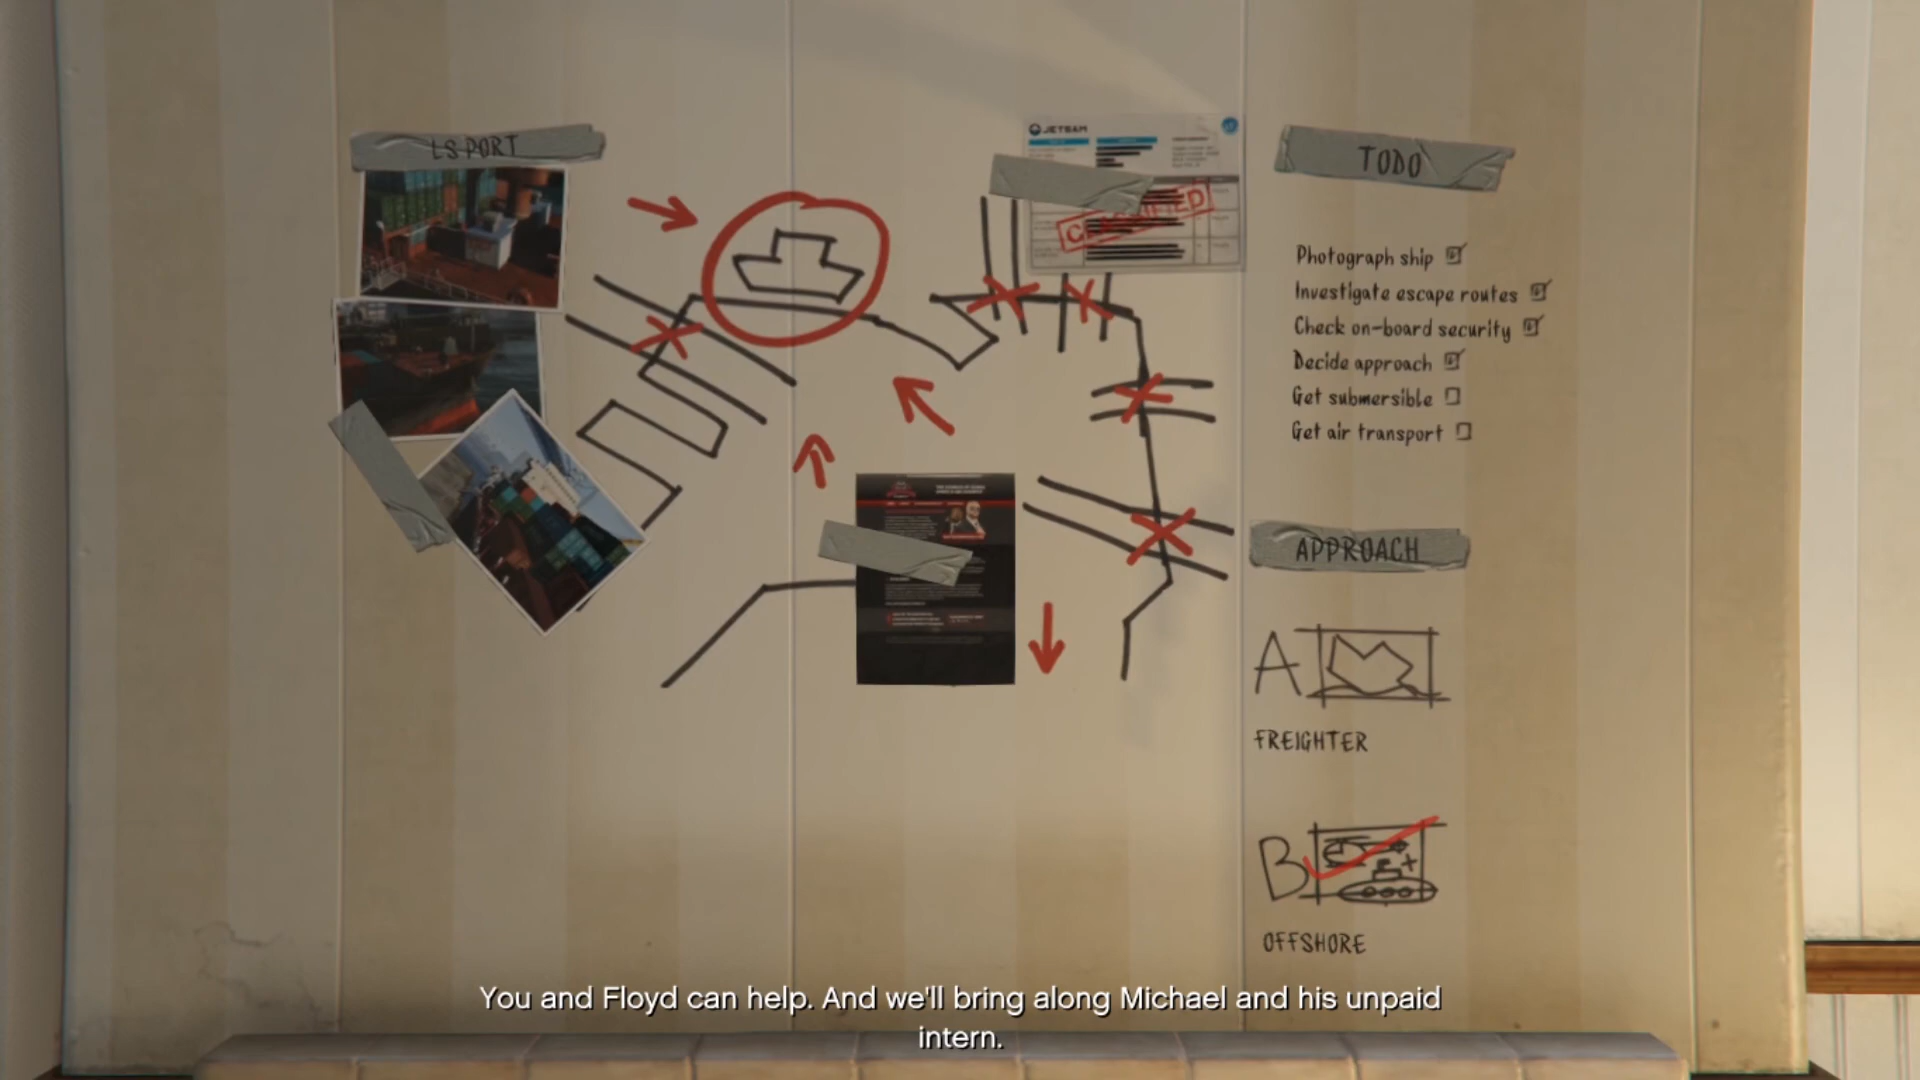 LS PORT
JETSAM
TODO
Photograph ship
Investigate escape routes
Check on-board security
Decide approach
Get submersible
Get air transport
APPROACH
A
FREIGHTER
B
OFFSHORE
You and Floyd can help. And we'll bring along Michael and his unpaid
intern.